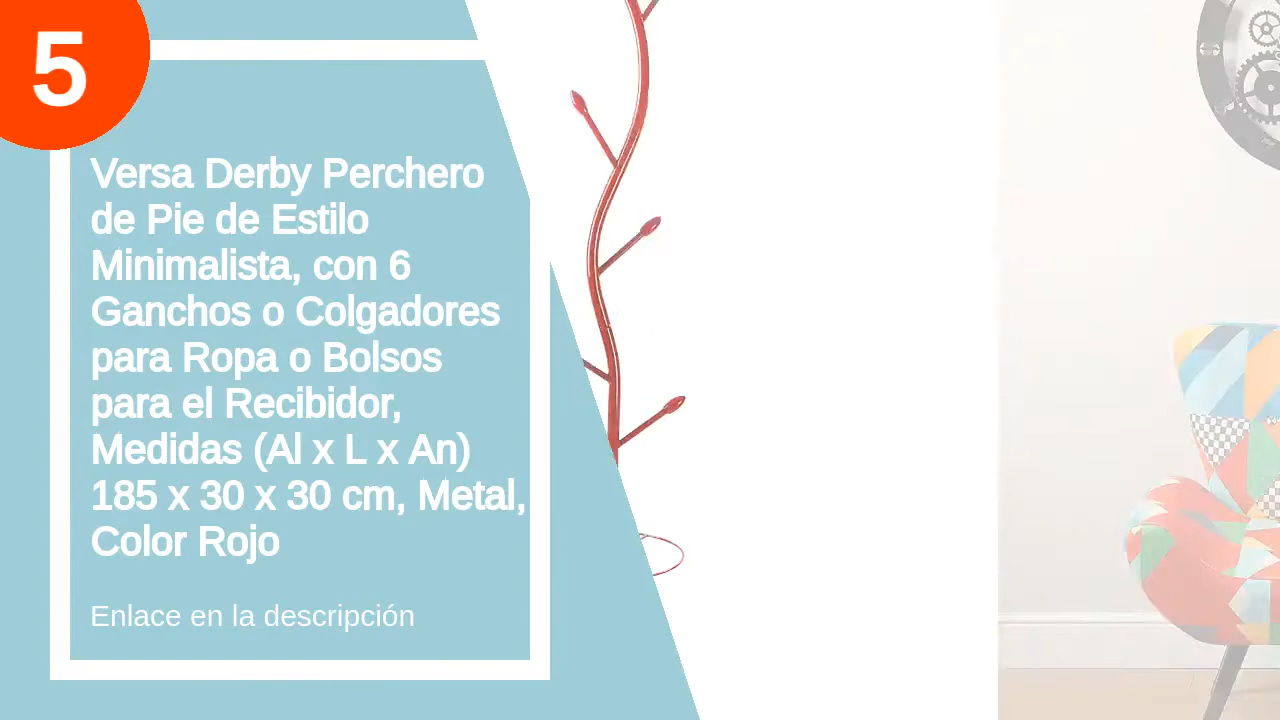 5
Versa Derby Perchero
de Pie de Estilo
Minimalista, con 6
Ganchos o Colgadores
para Ropa o Bolsos
para el Recibidor,
Medidas (Al x L x An)
185 x 30 x 30 cm, Metal,
Color Rojo
Enlace en la descripción